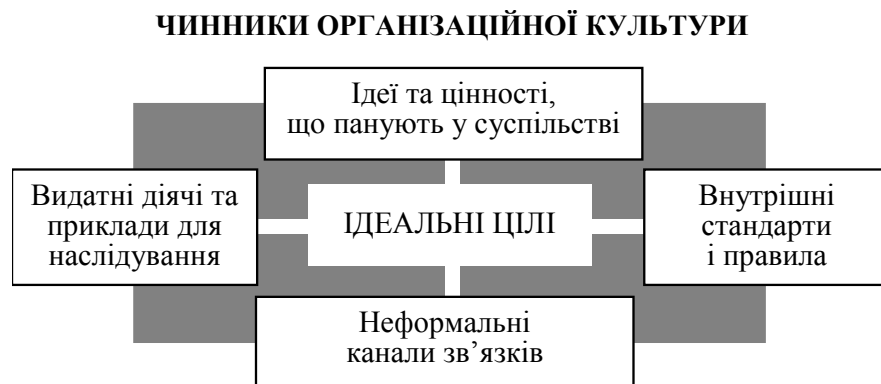 ЧИННИКИ ОРГАНІЗАЦІЙНОЇ КУЛЬТУРИ
Ідеї та цінності,
що панують у суспільстві
Видатні діячі та
приклади для
наслідування
ІДЕАЛЬНІ ЦІЛІ
Внутрішні
стандарти
і правила
Неформальні
канали зв’язків